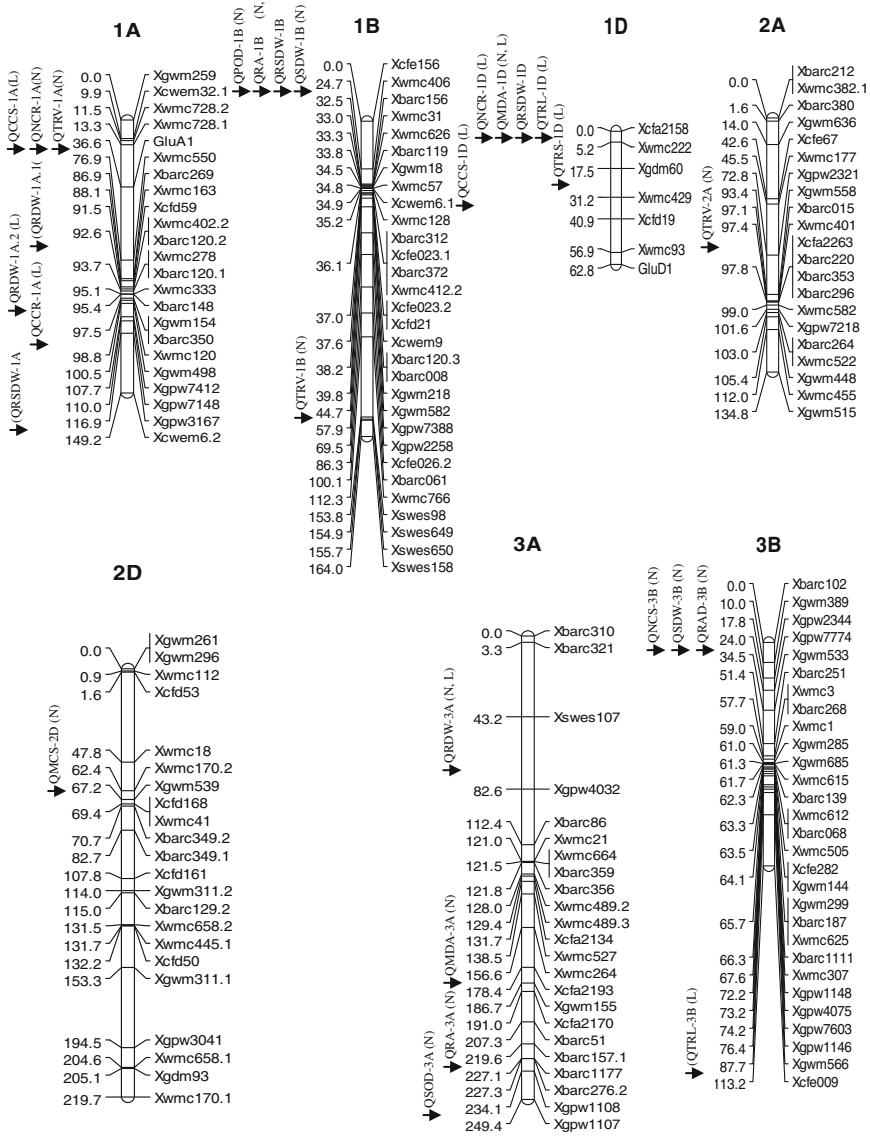 1A
QCCS-1A(L)
QNCR-1A(N)
QTRV-1A(N)
(QRDW-1A.1(
QRDW-1A.2 (L)
QCCR-1A (L)
(QRSDW-1A
0.0 Xgwm259
9.9 Xcwem32.1
11.5 Xwmc728.2
13.3 Xwmc728.1
36.6 GluA1
76.9 Xwmc550
86.9 Xbarc269
88.1 Xwmc163
91.5 Xcfd59
92.6 Xwmc402.2
Xbarc120.2
93.7 Xwmc278
Xbarc120.1
95.1 Xwmc333
95.4 Xbarc148
97.5 Xgwm154
Xbarc350
98.8 Xwmc120
100.5 Xgwm498
107.7 Xgpw7412
110.0 Xgpw7148
116.9 Xgpw3167
149.2 Xcwem6.2
1B
QPOD-1B (N)
QRA-1B (N,
QRSDW-1B
QSDW-1B (N)
QTRV-1B (N)
0.0 Xcfe156
24.7 Xwmc406
32.5 Xbarc156
33.0 Xwmc31
33.3 Xwmc626
33.8 Xbarc119
34.5 Xgwm18
34.8 Xwmc57
34.9 Xcwem6.1
35.2 Xwmc128
36.1 Xbarc312
Xcfe023.1
Xbarc372
Xwmc412.2
37.0 Xcfe023.2
Xcfd21
37.6 Xcwem9
38.2 Xbarc120.3
Xbarc008
39.8 Xgwm218
44.7 Xgwm582
57.9 Xgpw7388
69.5 Xgpw2258
86.3 Xcfe026.2
100.1 Xbarc061
112.3 Xwmc766
153.8 Xswes98
154.9 Xswes649
155.7 Xswes650
164.0 Xswes158
1D
QCCS-1D (L)
QNCR-1D (L)
QMDA-1D (N, L)
QRSDW-1D
QTRL-1D (L)
QTRS-1D (L)
0.0 Xcfa2158
5.2 Xwmc222
17.5 Xgdm60
31.2 Xwmc429
40.9 Xcfd19
56.9 Xwmc93
62.8 GluD1
2A
QTRV-2A (N)
0.0 Xbarc212
Xwmc382.1
1.6 Xbarc380
14.0 Xgwm636
42.6 Xcfe67
45.5 Xwmc177
72.8 Xgpw2321
93.4 Xgwm558
97.1 Xbarc015
97.4 Xwmc401
97.8 Xcfa2263
Xbarc220
Xbarc353
Xbarc296
99.0 Xwmc582
101.6 Xgpw7218
103.0 Xbarc264
Xwmc522
105.4 Xgwm448
112.0 Xwmc455
134.8 Xgwm515
2D
QMCS-2D (N)
0.0 Xgwm261
Xgwm296
0.9 Xwmc112
1.6 Xcfd53
47.8 Xwmc18
62.4 Xwmc170.2
67.2 Xgwm539
69.4 Xcfd168
Xwmc41
70.7 Xbarc349.2
82.7 Xbarc349.1
107.8 Xcfd161
114.0 Xgwm311.2
115.0 Xbarc129.2
131.5 Xwmc658.2
131.7 Xwmc445.1
132.2 Xcfd50
153.3 Xgwm311.1
194.5 Xgpw3041
204.6 Xwmc658.1
205.1 Xgdm93
219.7 Xwmc170.1
3A
QRDW-3A (N, L)
QMDA-3A (N)
QRA-3A (N)
QSOD-3A (N)
0.0 Xbarc310
3.3 Xbarc321
43.2 Xswes107
82.6 Xgpw4032
112.4 Xbarc86
121.0 Xwmc21
121.5 Xwmc664
Xbarc359
121.8 Xbarc356
128.0 Xwmc489.2
129.4 Xwmc489.3
131.7 Xcfa2134
138.5 Xwmc527
156.6 Xwmc264
178.4 Xcfa2193
186.7 Xgwm155
191.0 Xcfa2170
207.3 Xbarc51
219.6 Xbarc157.1
227.1 Xbarc1177
227.3 Xbarc276.2
234.1 Xgpw1108
249.4 Xgpw1107
3B
QNCS-3B (N)
QSDW-3B (N)
QRAD-3B (N)
QTRL-3B (L)
0.0 Xbarc102
10.0 Xgwm389
17.8 Xgpw2344
24.0 Xgpw7774
34.5 Xgwm533
51.4 Xbarc251
57.7 Xwmc3
Xbarc268
59.0 Xwmc1
61.0 Xgwm285
61.3 Xgwm685
61.7 Xwmc615
62.3 Xbarc139
63.3 Xwmc612
Xbarc068
63.5 Xwmc505
64.1 Xcfe282
Xgwm144
65.7 Xgwm299
Xbarc187
Xwmc625
66.3 Xbarc1111
67.6 Xwmc307
72.2 Xgpw1148
73.2 Xgpw4075
74.2 Xgpw7603
76.4 Xgpw1146
87.7 Xgwm566
113.2 Xcfe009